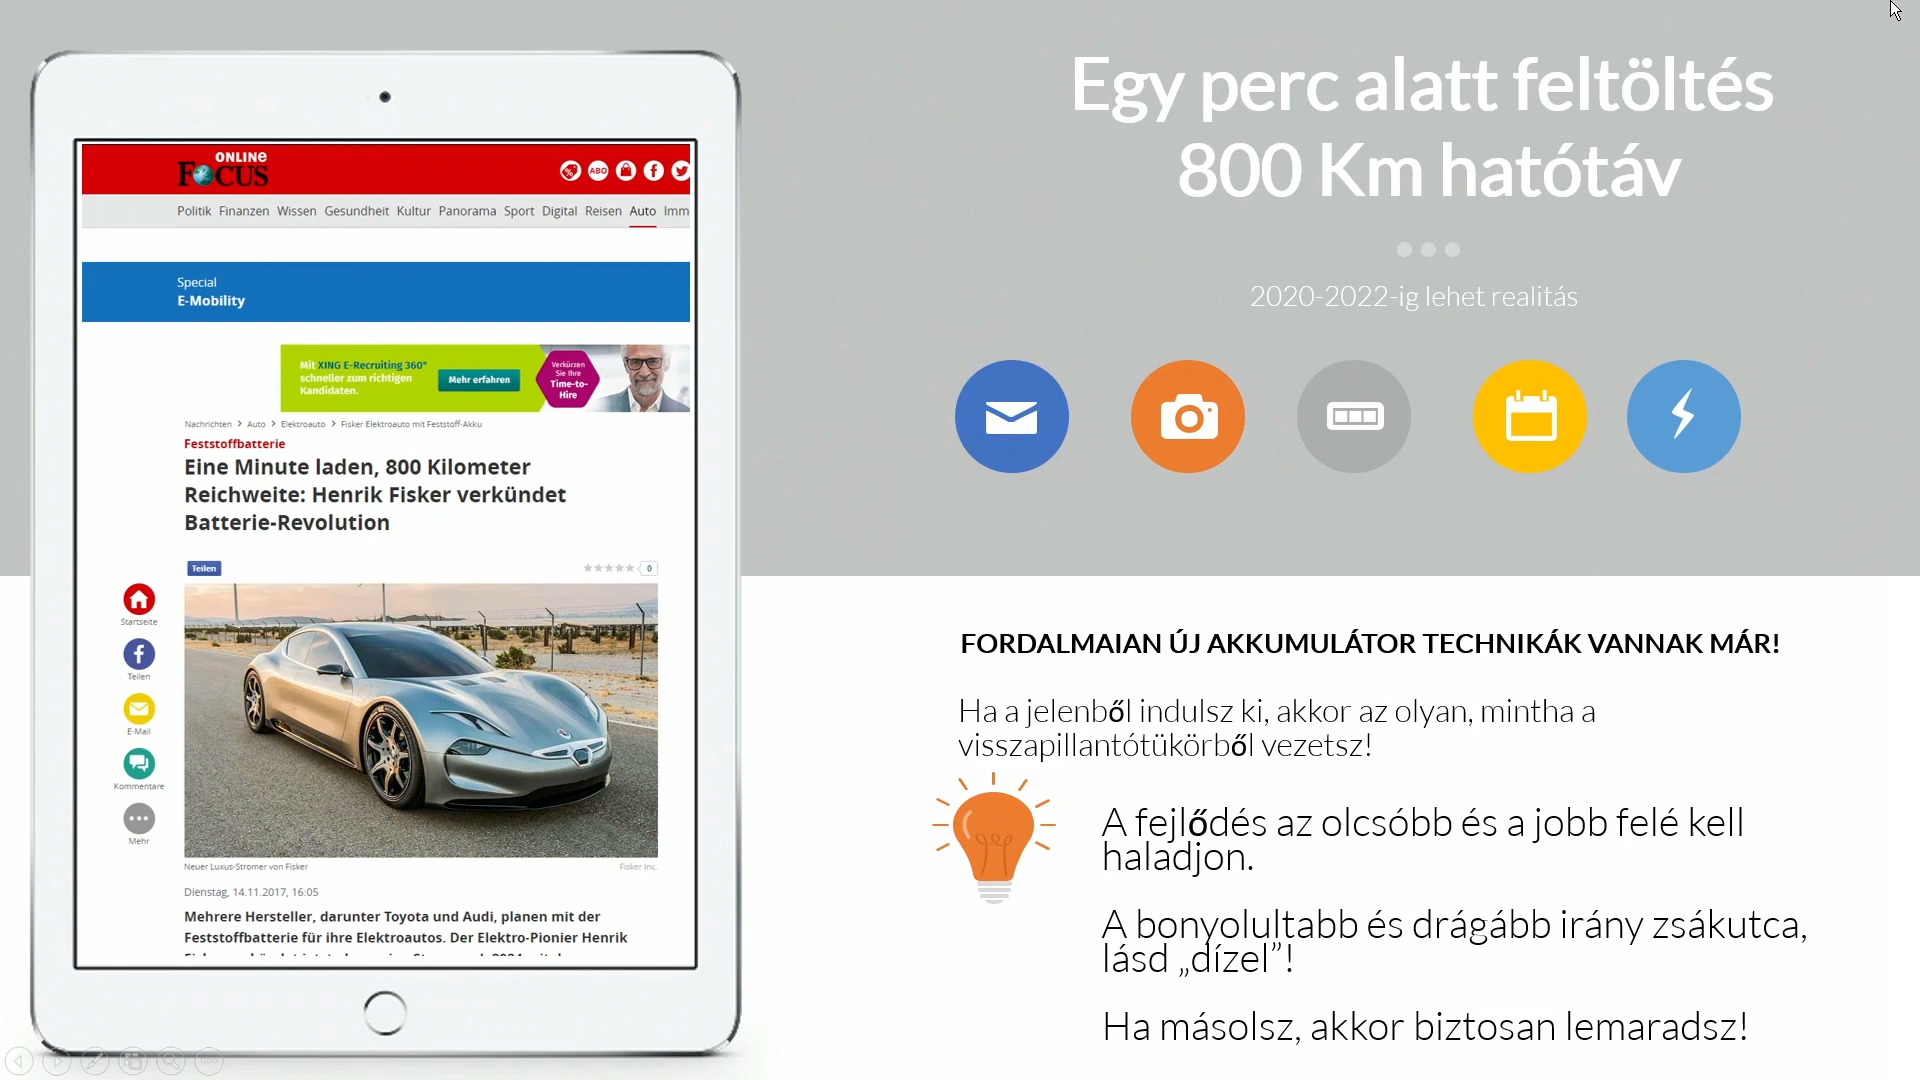 ONLINE
FOCUS
ABO
Politik Finanzen Wissen Gesundheit Kultur Panorama Sport Digital Reisen Auto Imm
Special
E-Mobility
Mit XING E-Recruiting 360°
schneller zum richtigen
Kandidaten.
Mehr erfahren
Verkürzen
Sie Ihre
Time-to-
Hire
Nachrichten > Auto > Elektroauto > Fisker Elektroauto mit Feststoff-Akku
Feststoffbatterie
Eine Minute laden, 800 Kilometer
Reichweite: Henrik Fisker verkündet
Batterie-Revolution
Teilen
0
Startseite
Teilen
E-Mail
Kommentare
Mehr
Neuer Luxus-Stromer von Fisker
Fisker Inc.
Dienstag, 14.11.2017, 16:05
Mehrere Hersteller, darunter Toyota und Audi, planen mit der
Feststoffbatterie für ihre Elektroautos. Der Elektro-Pionier Henrik
Egy perc alatt feltöltés
800 Km hatótáv
2020-2022-ig lehet realitás
FORDALMAIAN ÚJ AKKUMULÁTOR TECHNIKÁK VANNAK MÁR!
Ha a jelenből indulsz ki, akkor az olyan, mintha a
visszapillantótükörből vezetsz!
A fejlődés az olcsóbb és a jobb felé kell
haladjon.
A bonyolultabb és drágább irány zsákutca,
lásd „dízel”!
Ha másolsz, akkor biztosan lemaradsz!